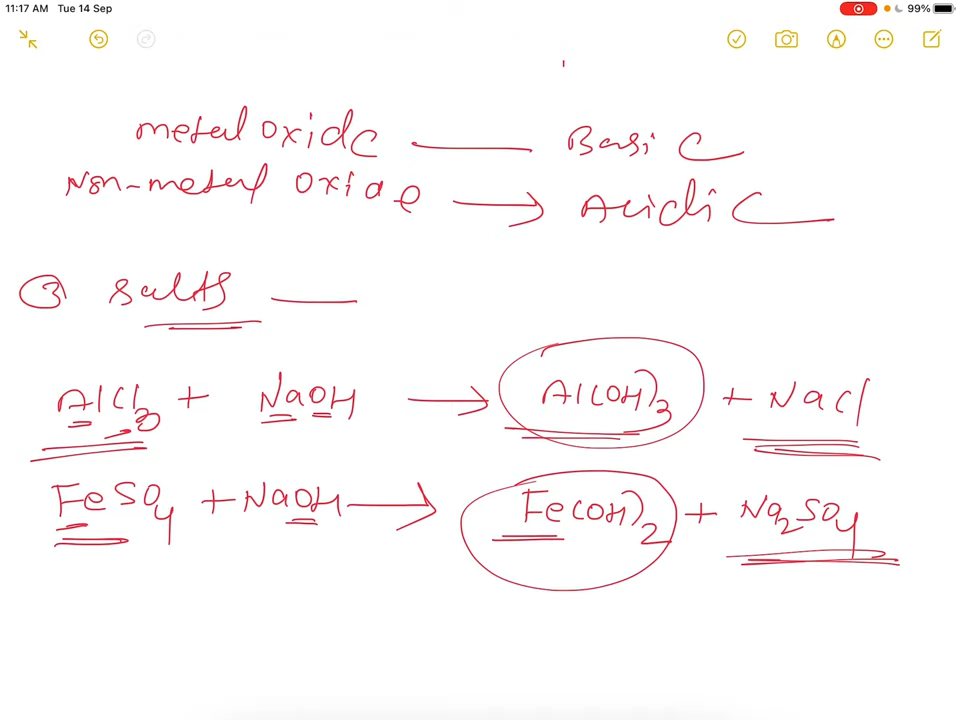 11:17 AM Tue 14 Sep 99%
metal oxide — Basic
Non-metal oxide → Acidic
③ salts —
AlCl3 + NaOH → Al(OH)3 + NaCl
FeSO4 + NaOH → Fe(OH)2 + Na2SO4